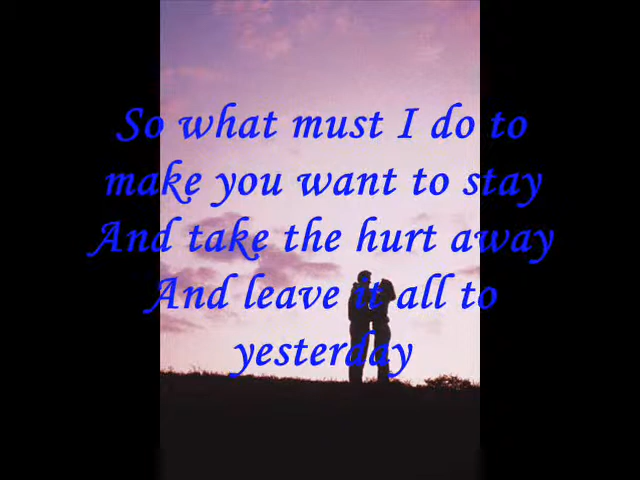 So what must I do to
make you want to stay
And take the hurt away
And leave it all to
yesterday